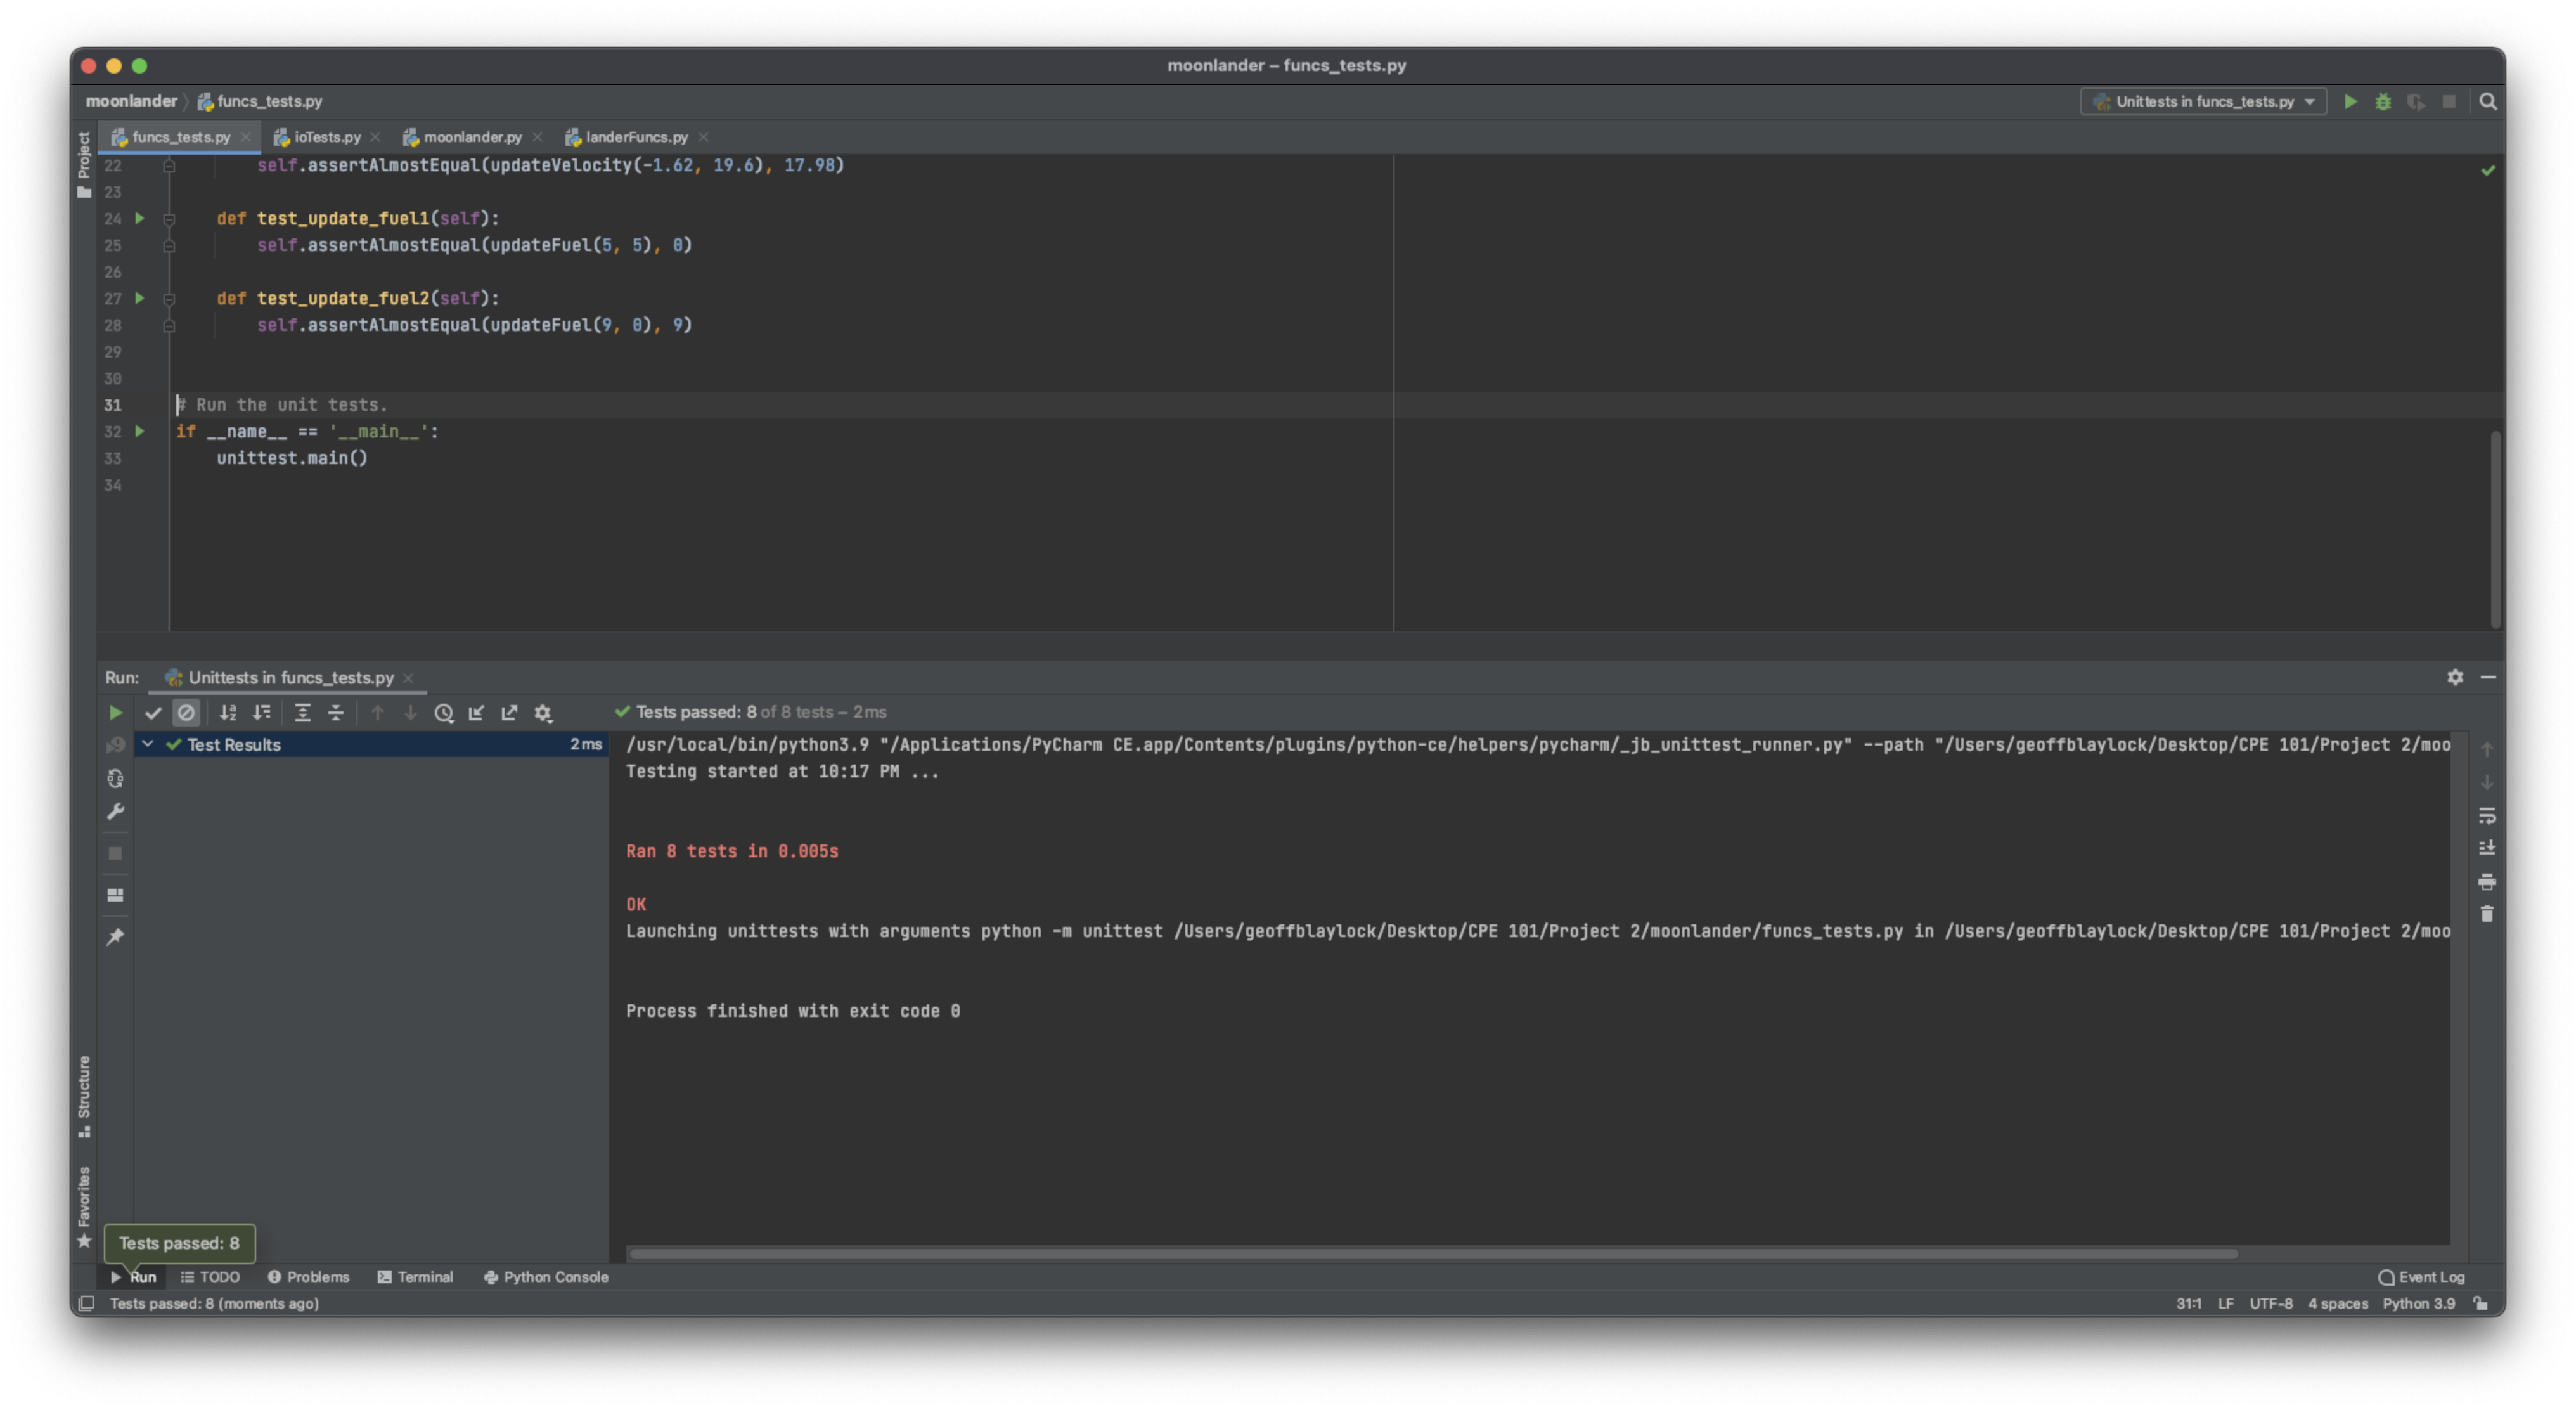 moonlander – funcs_tests.py
moonlander funcs_tests.py Unittests in funcs_tests.py
funcs_tests.py ioTests.py moonlander.py landerFuncs.py
Project
22 self.assertAlmostEqual(updateVelocity(-1.62, 19.6), 17.98)
23
24 def test_update_fuel1(self):
25 self.assertAlmostEqual(updateFuel(5, 5), 0)
26
27 def test_update_fuel2(self):
28 self.assertAlmostEqual(updateFuel(9, 0), 9)
29
30
31 # Run the unit tests.
32 if __name__ == '__main__':
33 unittest.main()
34
Run: Unittests in funcs_tests.py
Tests passed: 8 of 8 tests – 2 ms
Test Results 2 ms
/usr/local/bin/python3.9 "/Applications/PyCharm CE.app/Contents/plugins/python-ce/helpers/pycharm/_jb_unittest_runner.py" --path "/Users/geoffblaylock/Desktop/CPE 101/Project 2/moo
Testing started at 10:17 PM ...
Ran 8 tests in 0.005s
OK
Launching unittests with arguments python -m unittest /Users/geoffblaylock/Desktop/CPE 101/Project 2/moonlander/funcs_tests.py in /Users/geoffblaylock/Desktop/CPE 101/Project 2/moo
Process finished with exit code 0
Structure
Favorites
Tests passed: 8
Run TODO Problems Terminal Python Console Event Log
Tests passed: 8 (moments ago) 31:1 LF UTF-8 4 spaces Python 3.9